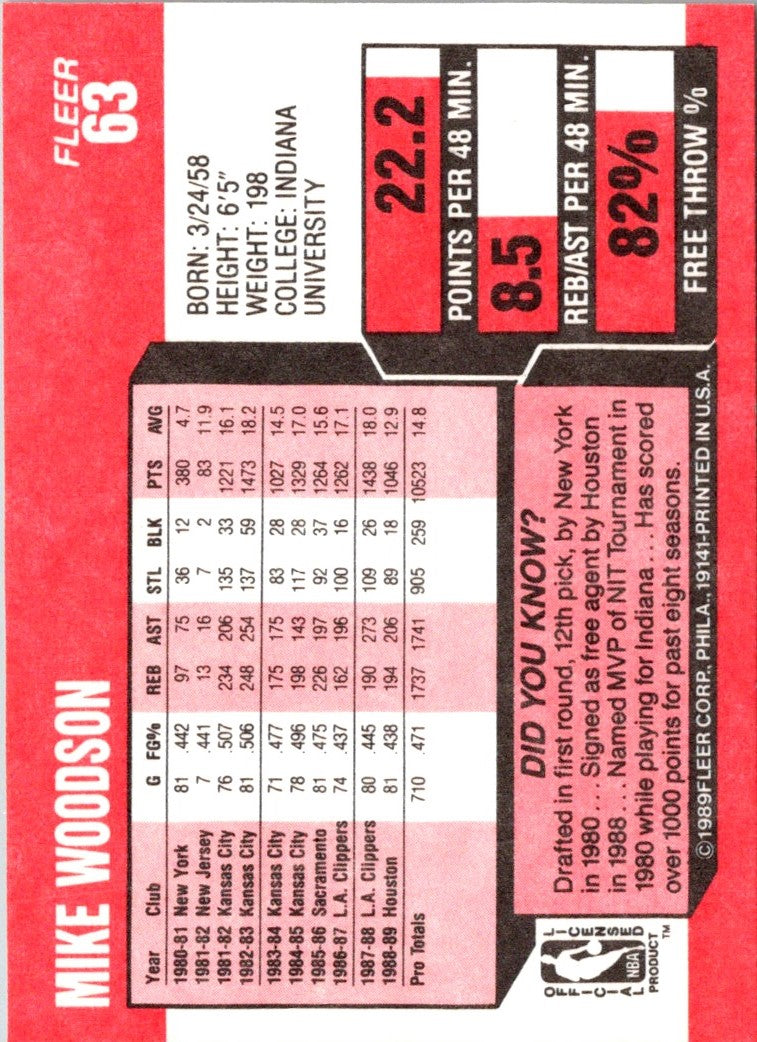 MIKE WOODSON
FLEER
63
BORN: 3/24/58
HEIGHT: 6'5"
WEIGHT: 198
COLLEGE: INDIANA
UNIVERSITY
Year Club G FG% REB AST STL BLK PTS AVG
1980-81 New York 81 .442 97 75 36 12 380 4.7
1981-82 New Jersey 7 .441 13 16 7 2 83 11.9
1981-82 Kansas City 76 .507 234 206 135 33 1221 16.1
1982-83 Kansas City 81 .506 248 254 137 59 1473 18.2
1983-84 Kansas City 71 .477 175 175 83 28 1027 14.5
1984-85 Kansas City 78 .496 198 143 117 28 1329 17.0
1985-86 Sacramento 81 .475 226 197 92 37 1264 15.6
1986-87 L.A. Clippers 74 .437 162 196 100 16 1262 17.1
1987-88 L.A. Clippers 80 .445 190 273 109 26 1438 18.0
1988-89 Houston 81 .438 194 206 89 18 1046 12.9
Pro Totals 710 .471 1737 1741 905 259 10523 14.8
22.2
POINTS PER 48 MIN.
8.5
REB/AST PER 48 MIN.
82%
FREE THROW %
DID YOU KNOW?
Drafted in first round, 12th pick, by New York
in 1980 . . . Signed as free agent by Houston
in 1988 . . . Named MVP of NIT Tournament in
1980 while playing for Indiana . . . Has scored
over 1000 points for past eight seasons.
OFFICIAL
LICENSED
NBA
PRODUCT™
©1989 FLEER CORP., PHILA., 19141-PRINTED IN U.S.A.